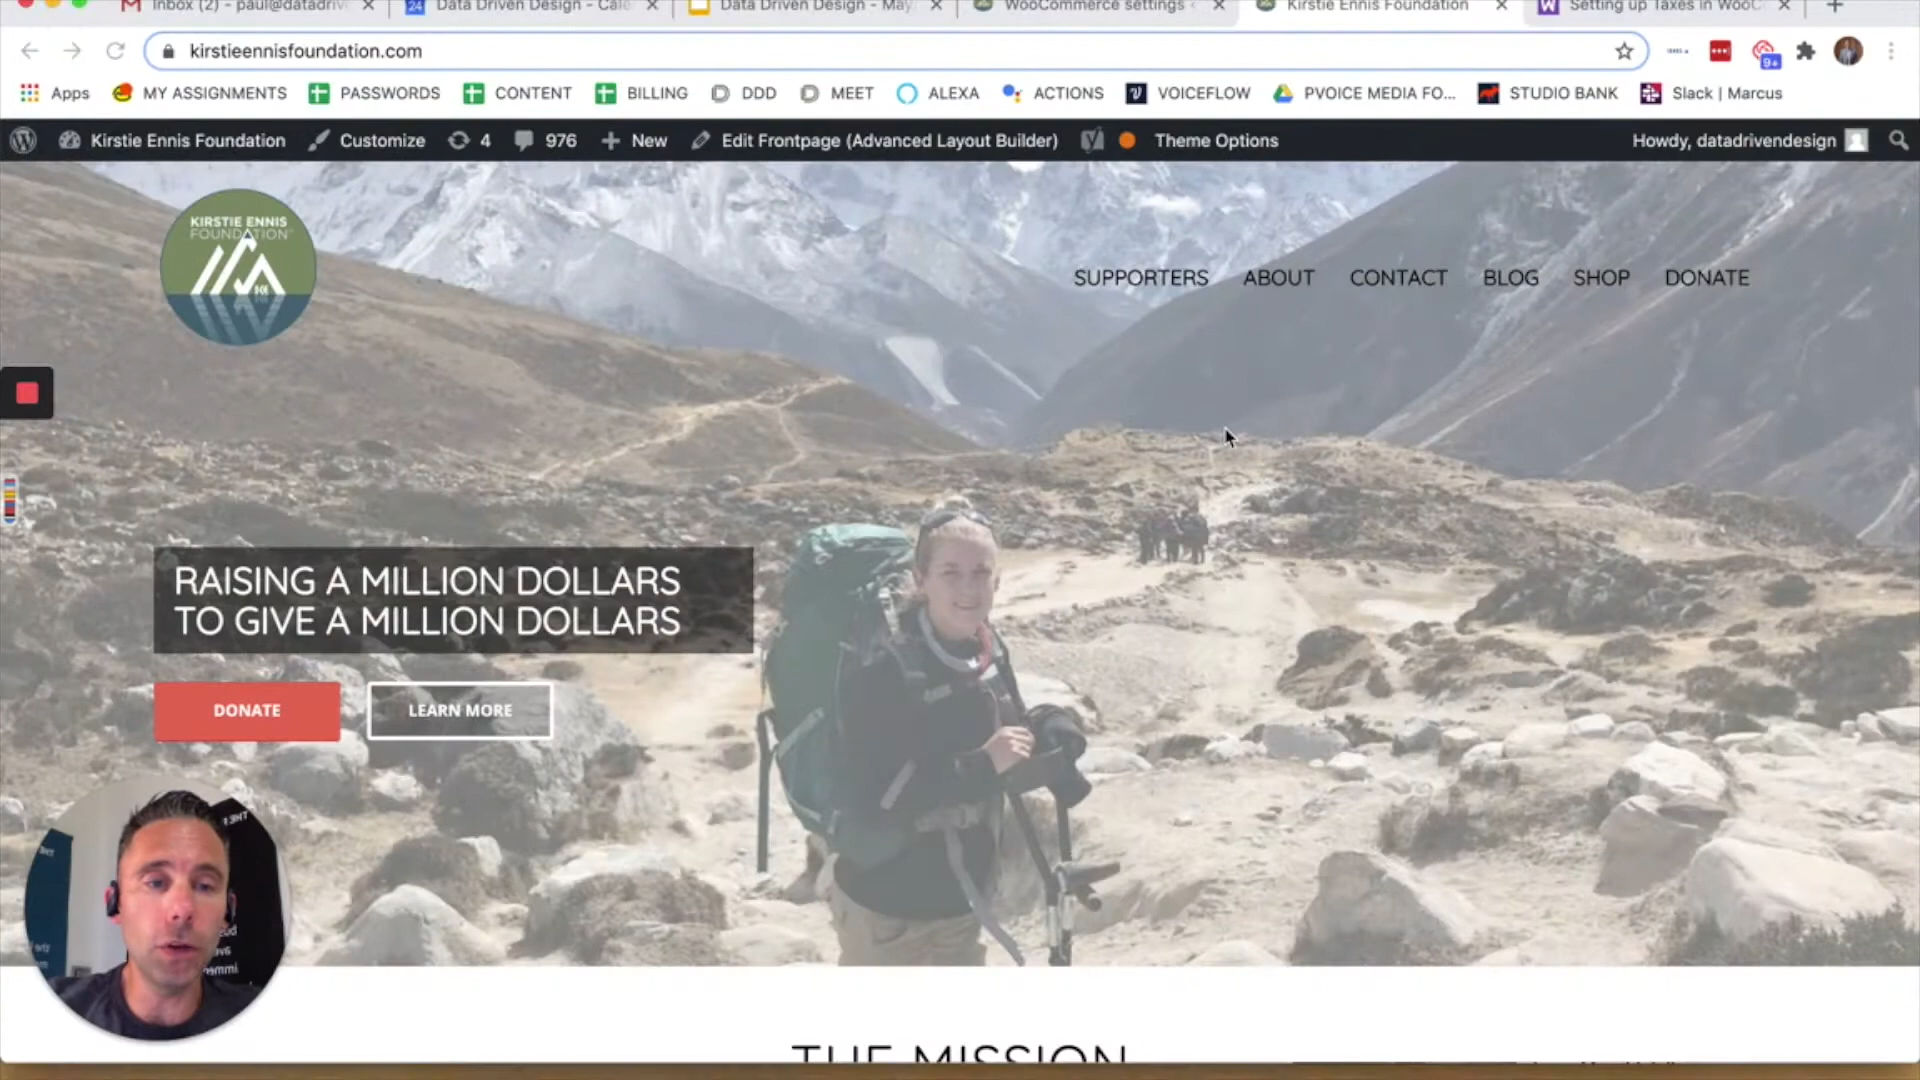 Inbox (2) - paul@datadriv
24
Data Driven Design - Cale
Data Driven Design - May
WooCommerce settings
Kirstie Ennis Foundation
Setting up Taxes in WooC
kirstieennisfoundation.com
9+
Apps
MY ASSIGNMENTS
PASSWORDS
CONTENT
BILLING
DDD
MEET
ALEXA
ACTIONS
VOICEFLOW
PVOICE MEDIA FO...
STUDIO BANK
Slack | Marcus
Kirstie Ennis Foundation
Customize
4
976
New
Edit Frontpage (Advanced Layout Builder)
Theme Options
Howdy, datadrivendesign
KIRSTIE ENNIS
FOUNDATION
SUPPORTERS
ABOUT
CONTACT
BLOG
SHOP
DONATE
RAISING A MILLION DOLLARS
TO GIVE A MILLION DOLLARS
DONATE
LEARN MORE
THE MISSION